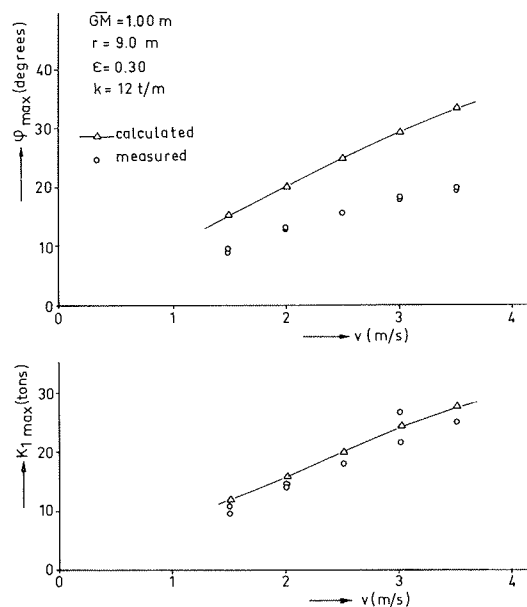 GM = 1.00 m
r = 9.0 m
ε = 0.30
k = 12 t/m
calculated
measured
φ max (degrees)
40
30
20
10
0
0
1
2
3
4
v (m/s)
K1 max (tons)
30
20
10
0
0
1
2
3
4
v (m/s)